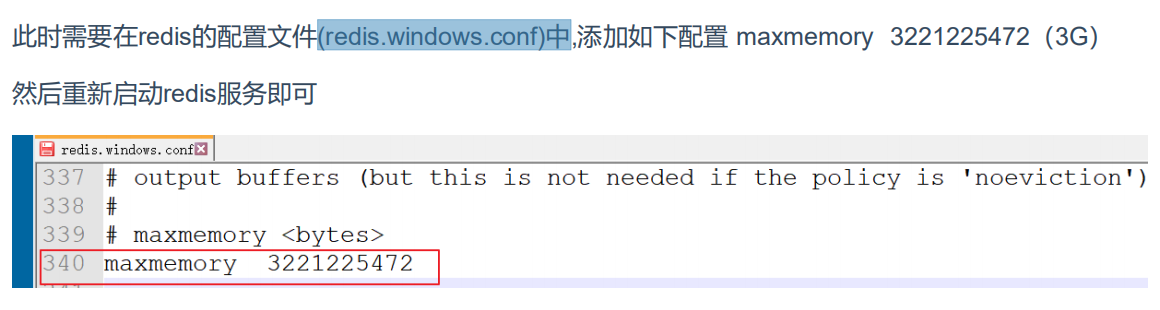 此时需要在redis的配置文件(redis.windows.conf)中,添加如下配置 maxmemory 3221225472（3G）
然后重新启动redis服务即可
redis.windows.conf
337 # output buffers (but this is not needed if the policy is 'noeviction')
338 #
339 # maxmemory <bytes>
340 maxmemory 3221225472